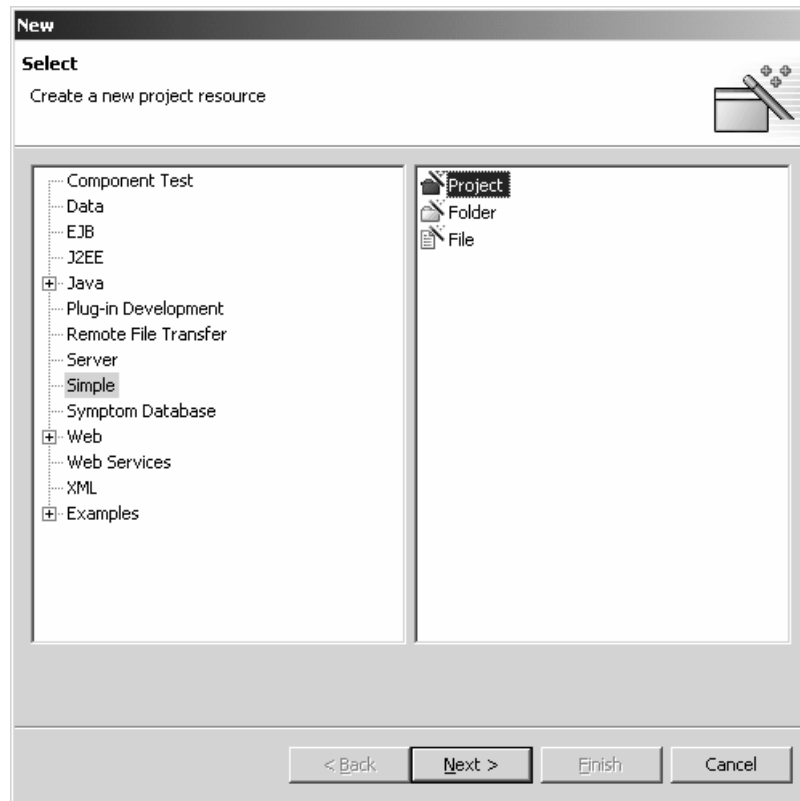 New
Select
Create a new project resource
Component Test
Data
EJB
J2EE
Java
Plug-in Development
Remote File Transfer
Server
Simple
Symptom Database
Web
Web Services
XML
Examples
Project
Folder
File
< Back
Next >
Finish
Cancel